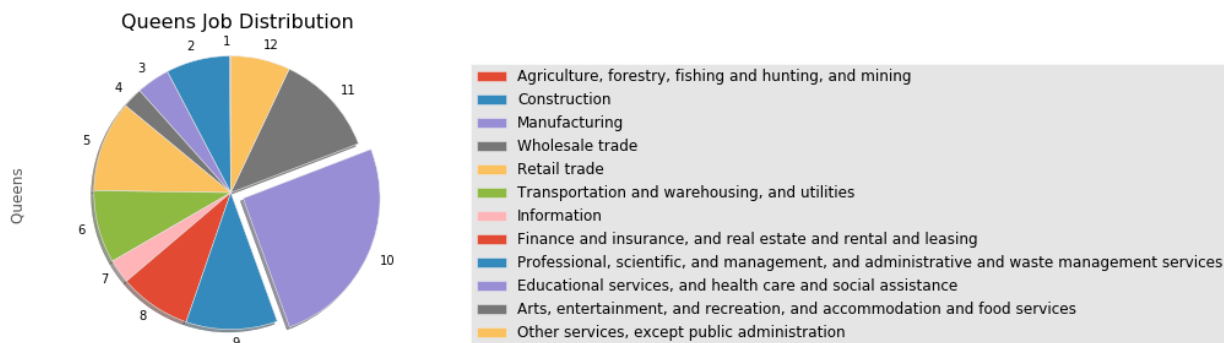 Queens Job Distribution
1
2
3
4
5
6
7
8
9
10
11
12
Queens
Agriculture, forestry, fishing and hunting, and mining
Construction
Manufacturing
Wholesale trade
Retail trade
Transportation and warehousing, and utilities
Information
Finance and insurance, and real estate and rental and leasing
Professional, scientific, and management, and administrative and waste management services
Educational services, and health care and social assistance
Arts, entertainment, and recreation, and accommodation and food services
Other services, except public administration